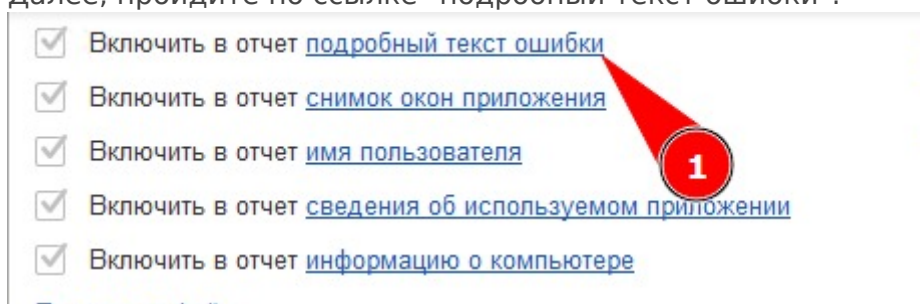 Далее, пройдите по ссылке "подробный текст ошибки".
Включить в отчет подробный текст ошибки
Включить в отчет снимок окон приложения
1
Включить в отчет имя пользователя
Включить в отчет сведения об используемом приложении
Включить в отчет информацию о компьютере